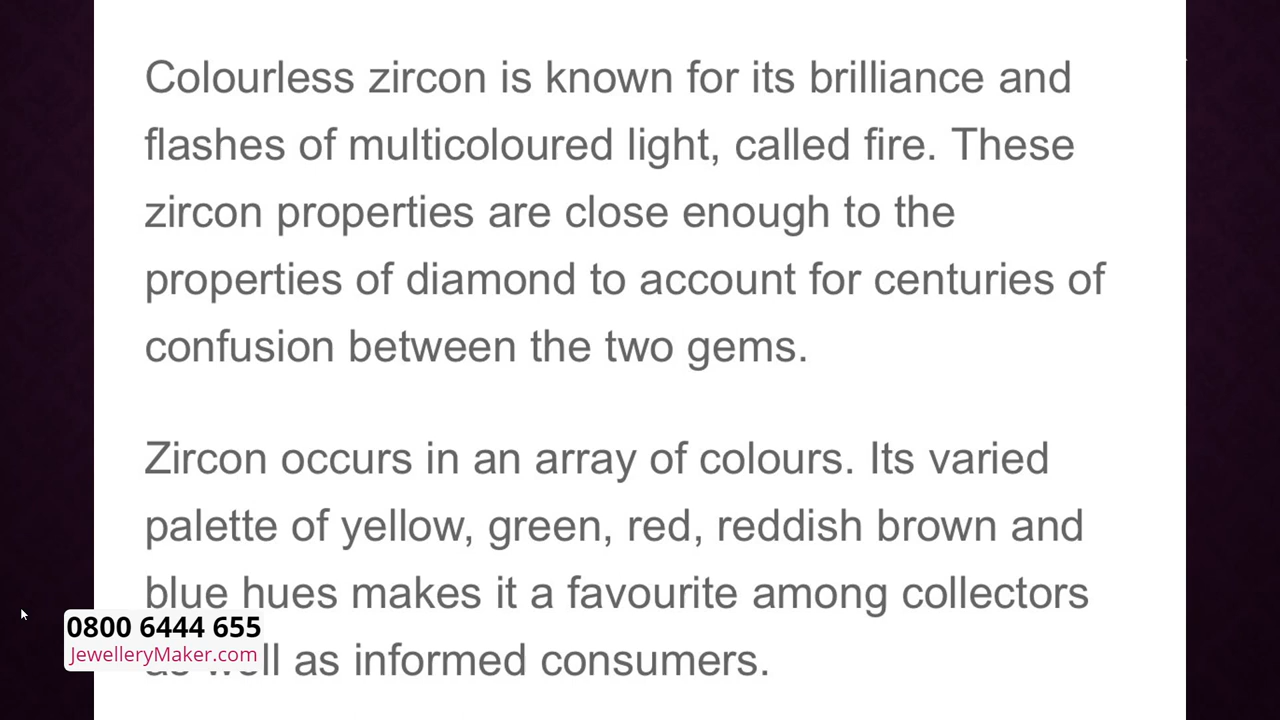 Colourless zircon is known for its brilliance and
flashes of multicoloured light, called fire. These
zircon properties are close enough to the
properties of diamond to account for centuries of
confusion between the two gems.
Zircon occurs in an array of colours. Its varied
palette of yellow, green, red, reddish brown and
blue hues makes it a favourite among collectors
as well as informed consumers.
0800 6444 655
JewelleryMaker.com